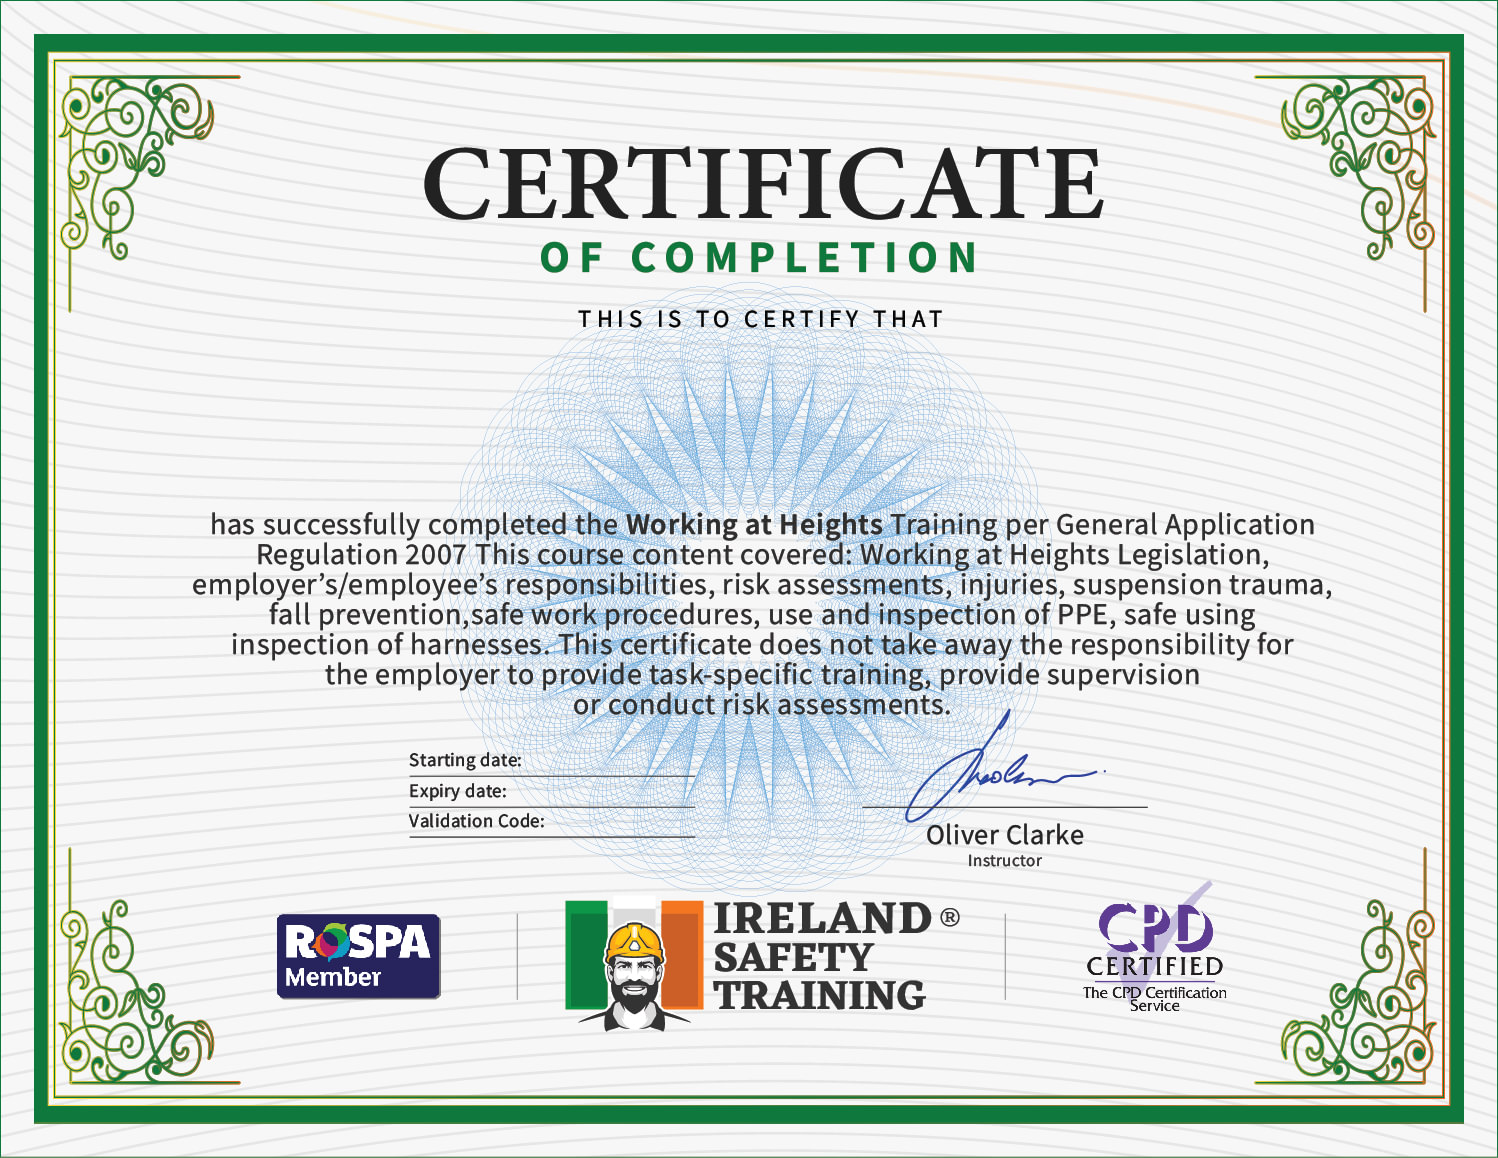 CERTIFICATE
OF COMPLETION
THIS IS TO CERTIFY THAT
has successfully completed the Working at Heights Training per General Application
Regulation 2007 This course content covered: Working at Heights Legislation,
employer’s/employee’s responsibilities, risk assessments, injuries, suspension trauma,
fall prevention,safe work procedures, use and inspection of PPE, safe using
inspection of harnesses. This certificate does not take away the responsibility for
the employer to provide task-specific training, provide supervision
or conduct risk assessments.
Starting date:
Expiry date:
Validation Code:
Oliver Clarke
Instructor
RoSPA
Member
IRELAND ®
SAFETY
TRAINING
CPD
CERTIFIED
The CPD Certification
Service